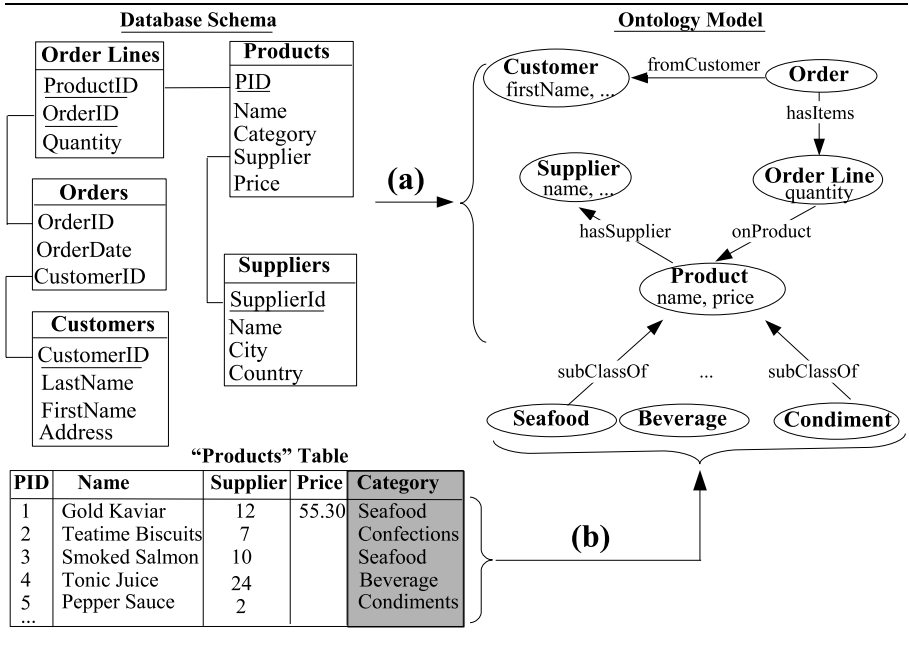 Database Schema
Order Lines
ProductID
OrderID
Quantity
Products
PID
Name
Category
Supplier
Price
Orders
OrderID
OrderDate
CustomerID
Suppliers
SupplierId
Name
City
Country
Customers
CustomerID
LastName
FirstName
Address
(a)
Ontology Model
Customer
firstName, ...
fromCustomer
Order
hasItems
Supplier
name, ...
Order Line
quantity
hasSupplier
onProduct
Product
name, price
subClassOf
...
subClassOf
Seafood
Beverage
Condiment
“Products” Table
PID Name Supplier Price Category
1 Gold Kaviar 12 55.30 Seafood
2 Teatime Biscuits 7 Confections
3 Smoked Salmon 10 Seafood
4 Tonic Juice 24 Beverage
5 Pepper Sauce 2 Condiments
...
(b)